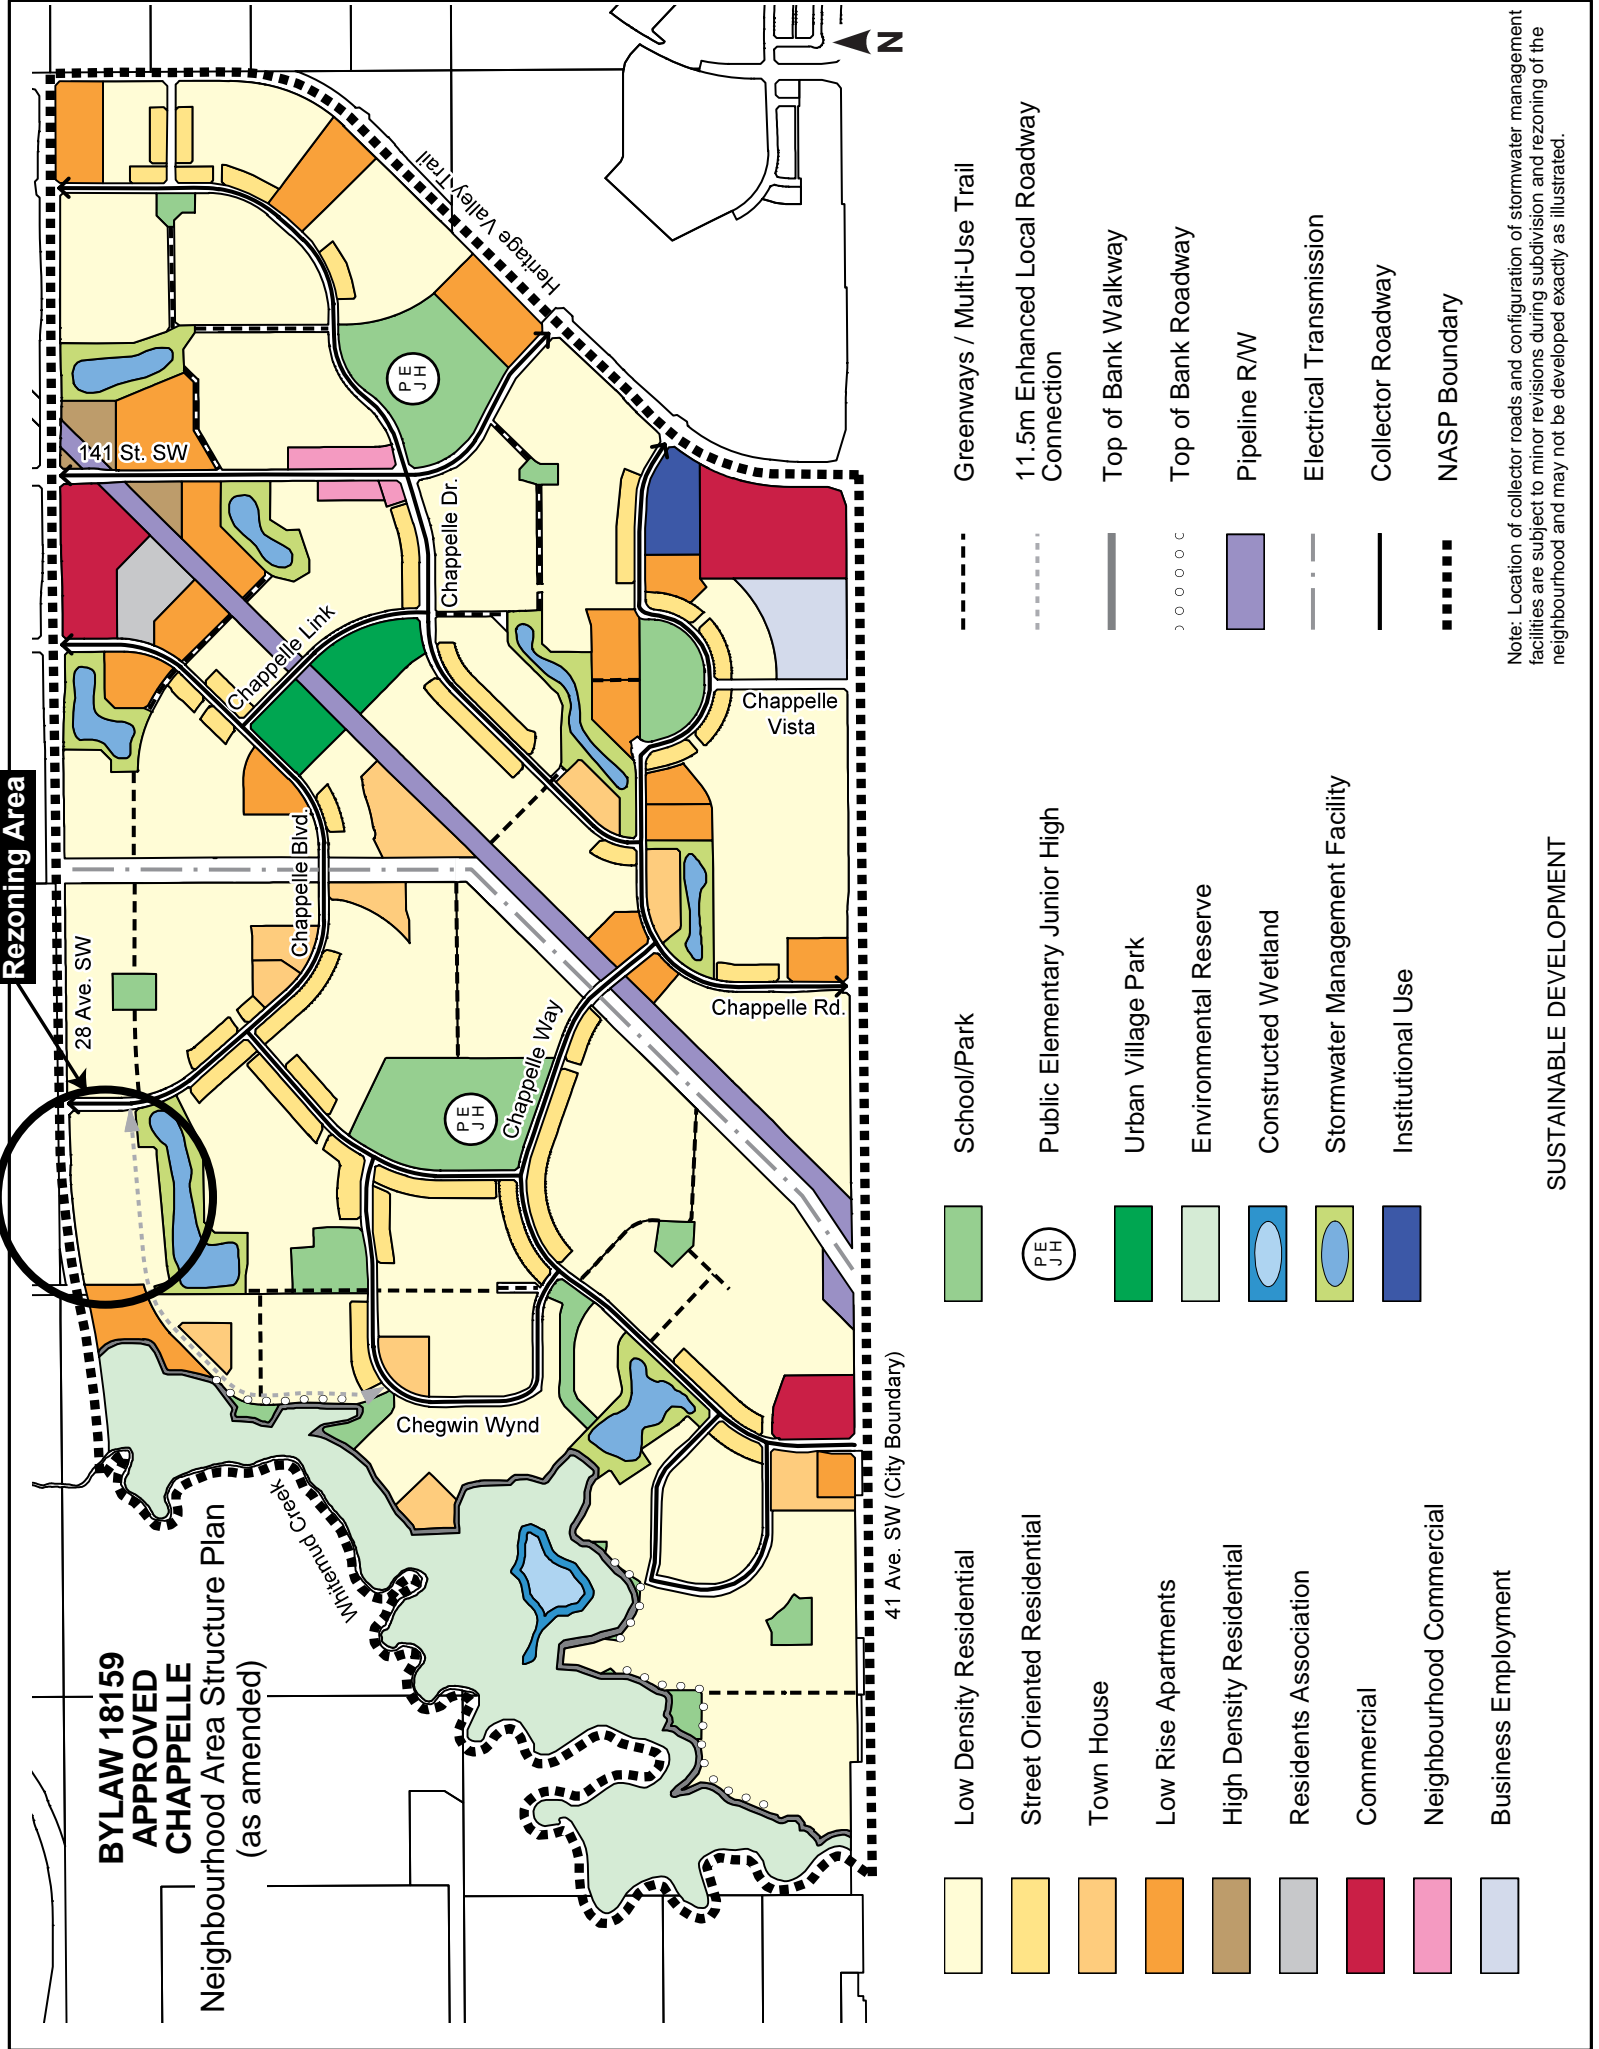 BYLAW 18159
APPROVED
CHAPPELLE
Neighbourhood Area Structure Plan
(as amended)
Rezoning Area
28 Ave. SW
141 St. SW
Heritage Valley Trail
Whitemud Creek
Chappelle Blvd.
Chappelle Link
Chappelle Dr.
Chegwin Wynd
Chappelle Way
Chappelle Rd.
Chappelle
Vista
P E
J H
P E
J H
41 Ave. SW (City Boundary)
N
Low Density Residential
Street Oriented Residential
Town House
Low Rise Apartments
High Density Residential
Residents Association
Commercial
Neighbourhood Commercial
Business Employment
School/Park
P E
J H
Public Elementary Junior High
Urban Village Park
Environmental Reserve
Constructed Wetland
Stormwater Management Facility
Institutional Use
Greenways / Multi-Use Trail
11.5m Enhanced Local Roadway
Connection
Top of Bank Walkway
Top of Bank Roadway
Pipeline R/W
Electrical Transmission
Collector Roadway
NASP Boundary
SUSTAINABLE DEVELOPMENT
Note: Location of collector roads and configuration of stormwater management
facilities are subject to minor revisions during subdivision and rezoning of the
neighbourhood and may not be developed exactly as illustrated.